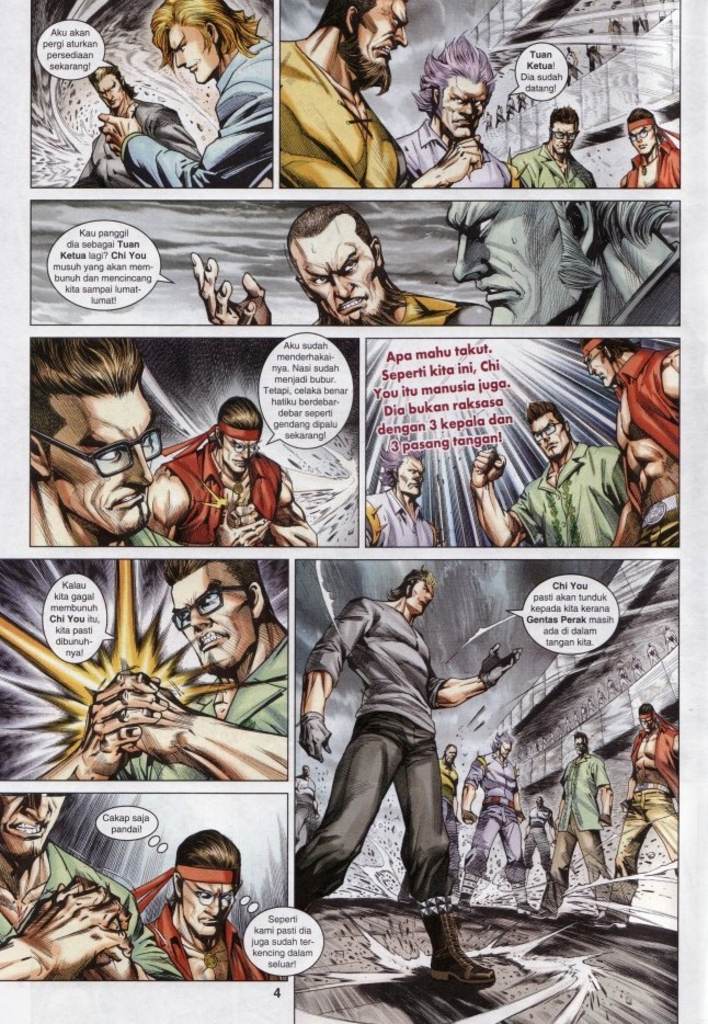 Aku akan
pergi aturkan
persediaan
sekarang!
Tuan
Ketua!
Dia sudah
datang!
Kau panggil
dia sebagai Tuan
Ketua lagi? Chi You
musuh yang akan mem-
bunuh dan mencincang
kita sampai lumat-
lumat!
Aku sudah
menderhakai-
nya. Nasi sudah
menjadi bubur.
Tetapi, celaka benar
hatiku berdebar-
debar seperti
gendang dipalu
sekarang!
Apa mahu takut.
Seperti kita ini, Chi
You itu manusia juga.
Dia bukan raksasa
dengan 3 kepala dan
3 pasang tangan!
Kalau
kita gagal
membunuh
Chi You itu,
kita pasti
dibunuh-
nya!
Chi You
pasti akan tunduk
kepada kita kerana
Gentas Perak masih
ada di dalam
tangan kita.
Cakap saja
pandai!
Seperti
kami pasti dia
juga sudah ter-
kencing dalam
seluar!
4